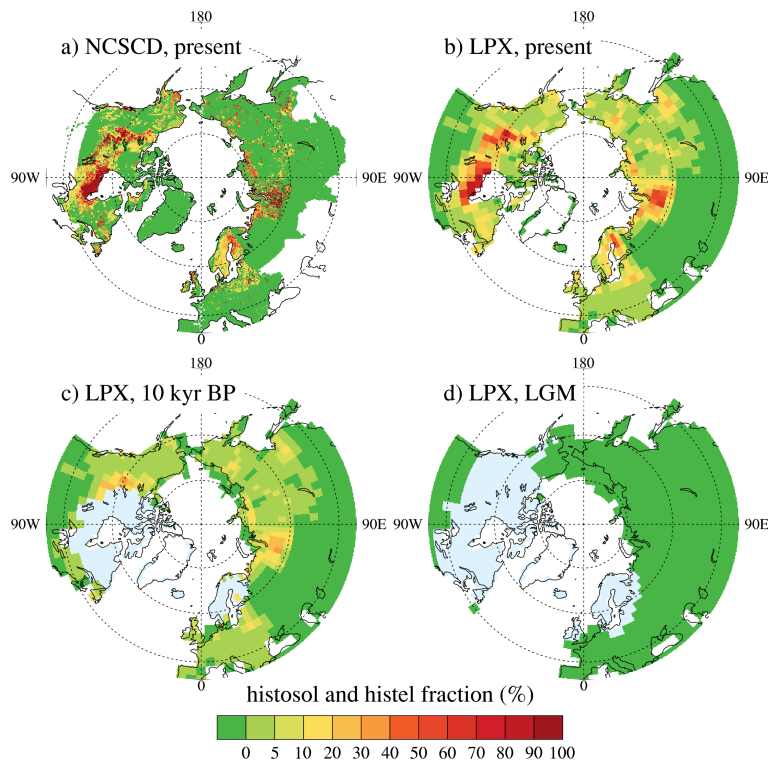 180
180
a) NCSCD, present
b) LPX, present
90W
90E
90W
90E
0
0
180
180
c) LPX, 10 kyr BP
d) LPX, LGM
90W
90E
90W
90E
0
0
histosol and histel fraction (%)
0 5 10 20 30 40 50 60 70 80 90 100